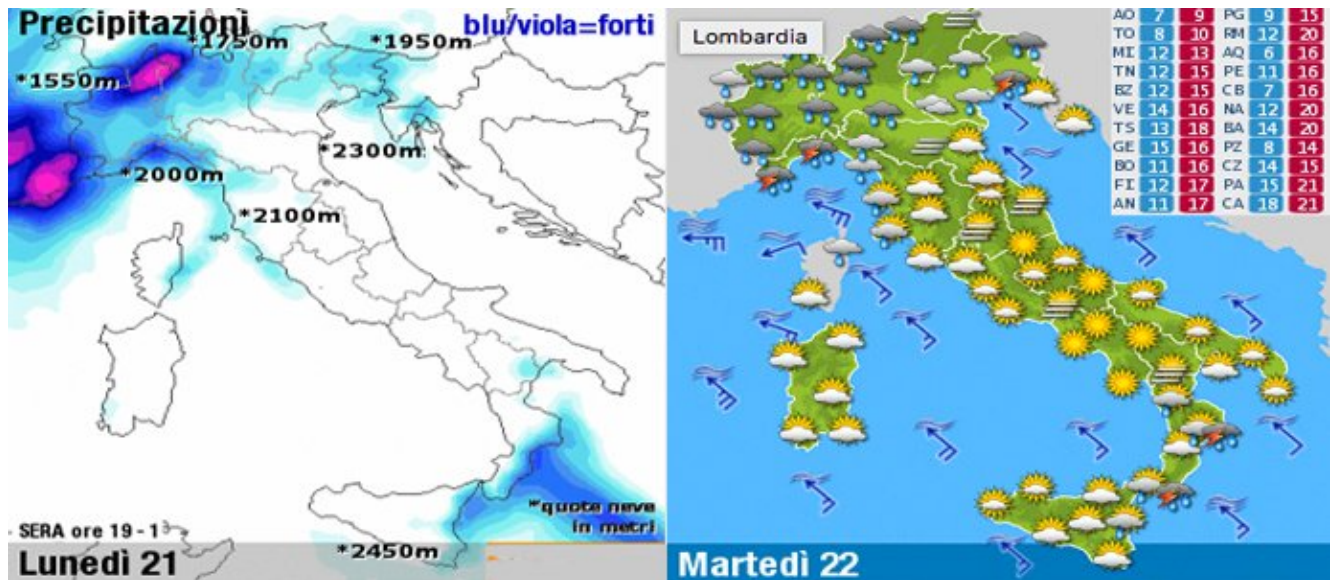 Precipitazioni
blu/viola=forti
*1750m
*1950m
*1550m
*2300m
*2000m
*2100m
*quote neve
in metri
SERA ore 19 - 1
*2450m
Lunedì 21
Lombardia
AO 7 9 PG 9 15
TO 8 10 RM 12 20
MI 12 13 AQ 6 16
TN 12 15 PE 11 16
BZ 12 15 CB 7 16
VE 14 16 NA 12 20
TS 13 18 BA 14 20
GE 15 16 PZ 8 14
BO 11 16 CZ 14 15
FI 12 17 PA 15 21
AN 11 17 CA 18 21
Martedì 22